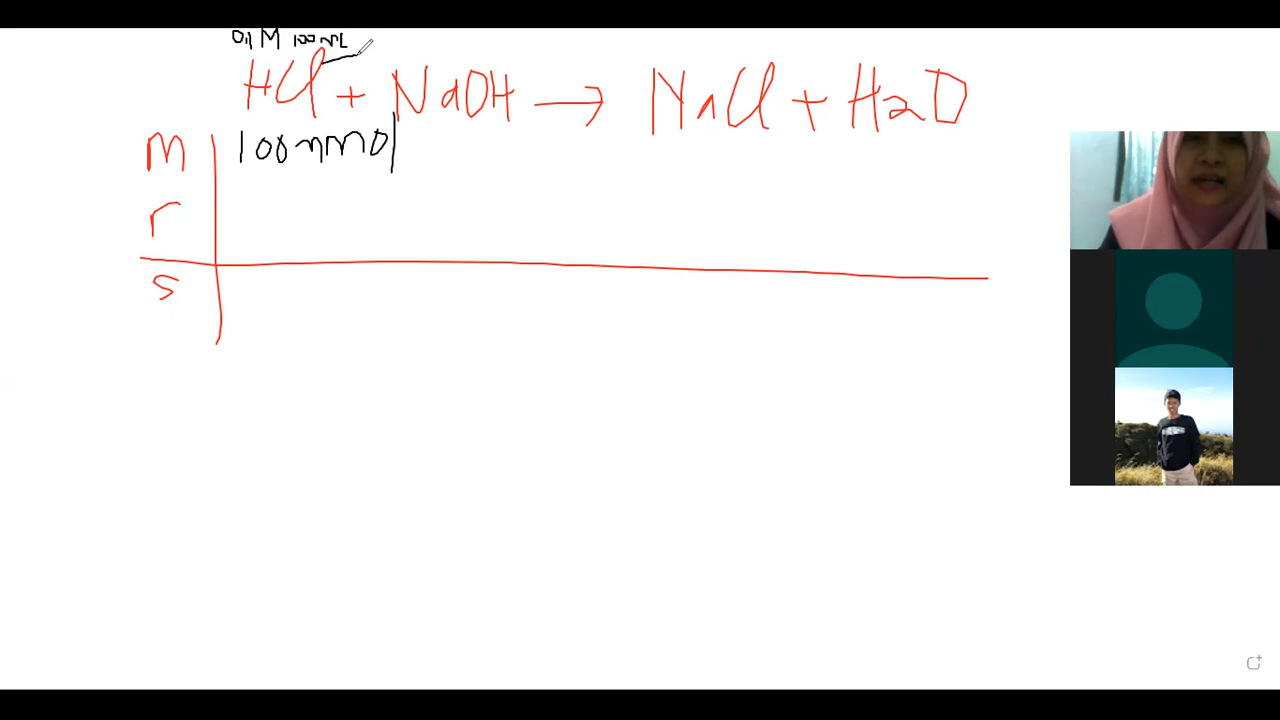 0,1 M 100 mL
HCl + NaOH → NaCl + H2O
m 100 mmol
r
s